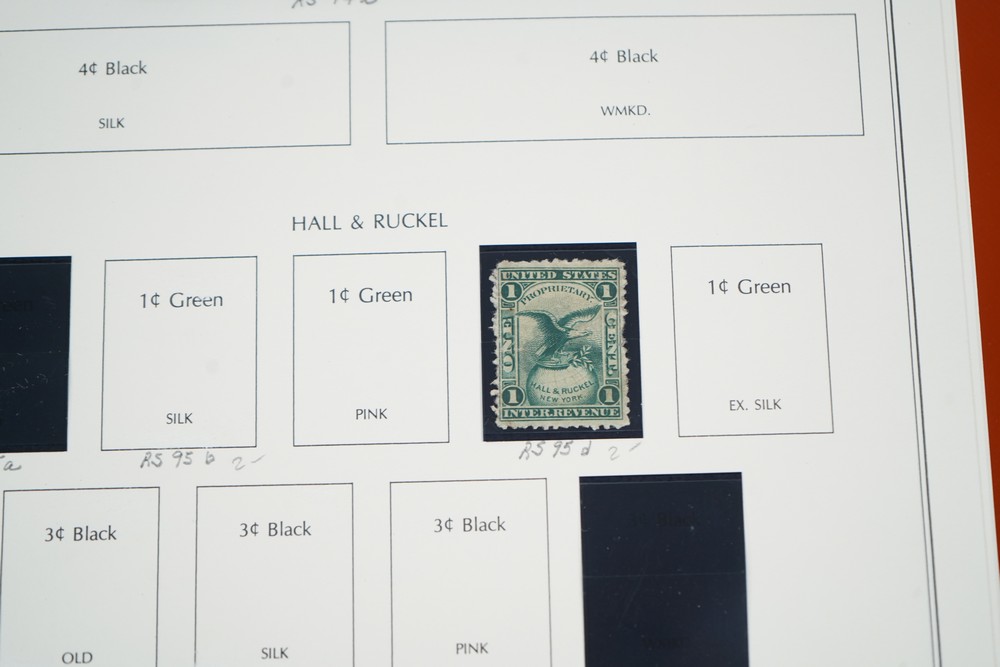 4¢ Black
SILK
4¢ Black
WMKD.
HALL & RUCKEL
1¢ Green
SILK
RS 95 b 2-
1¢ Green
PINK
UNITED STATES
1 PROPRIETARY 1
ONE CENT
HALL & RUCKEL
NEW YORK
1 1
INTER. REVENUE
RS 95 d 2-
1¢ Green
EX. SILK
3¢ Black
OLD
3¢ Black
SILK
3¢ Black
PINK
3¢ Black